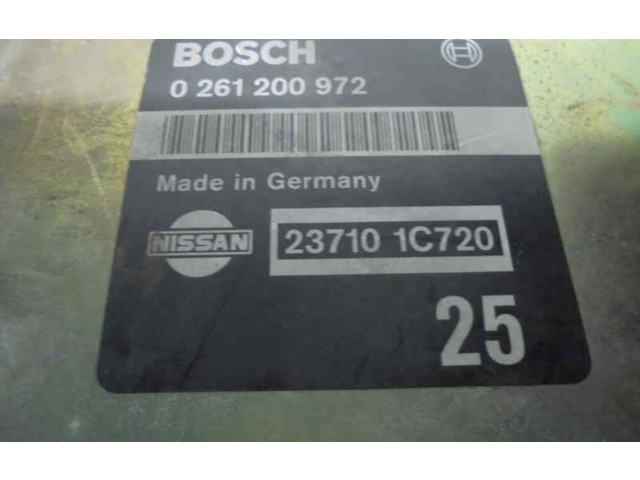 BOSCH
0 261 200 972
Made in Germany
NISSAN
23710 1C720
25